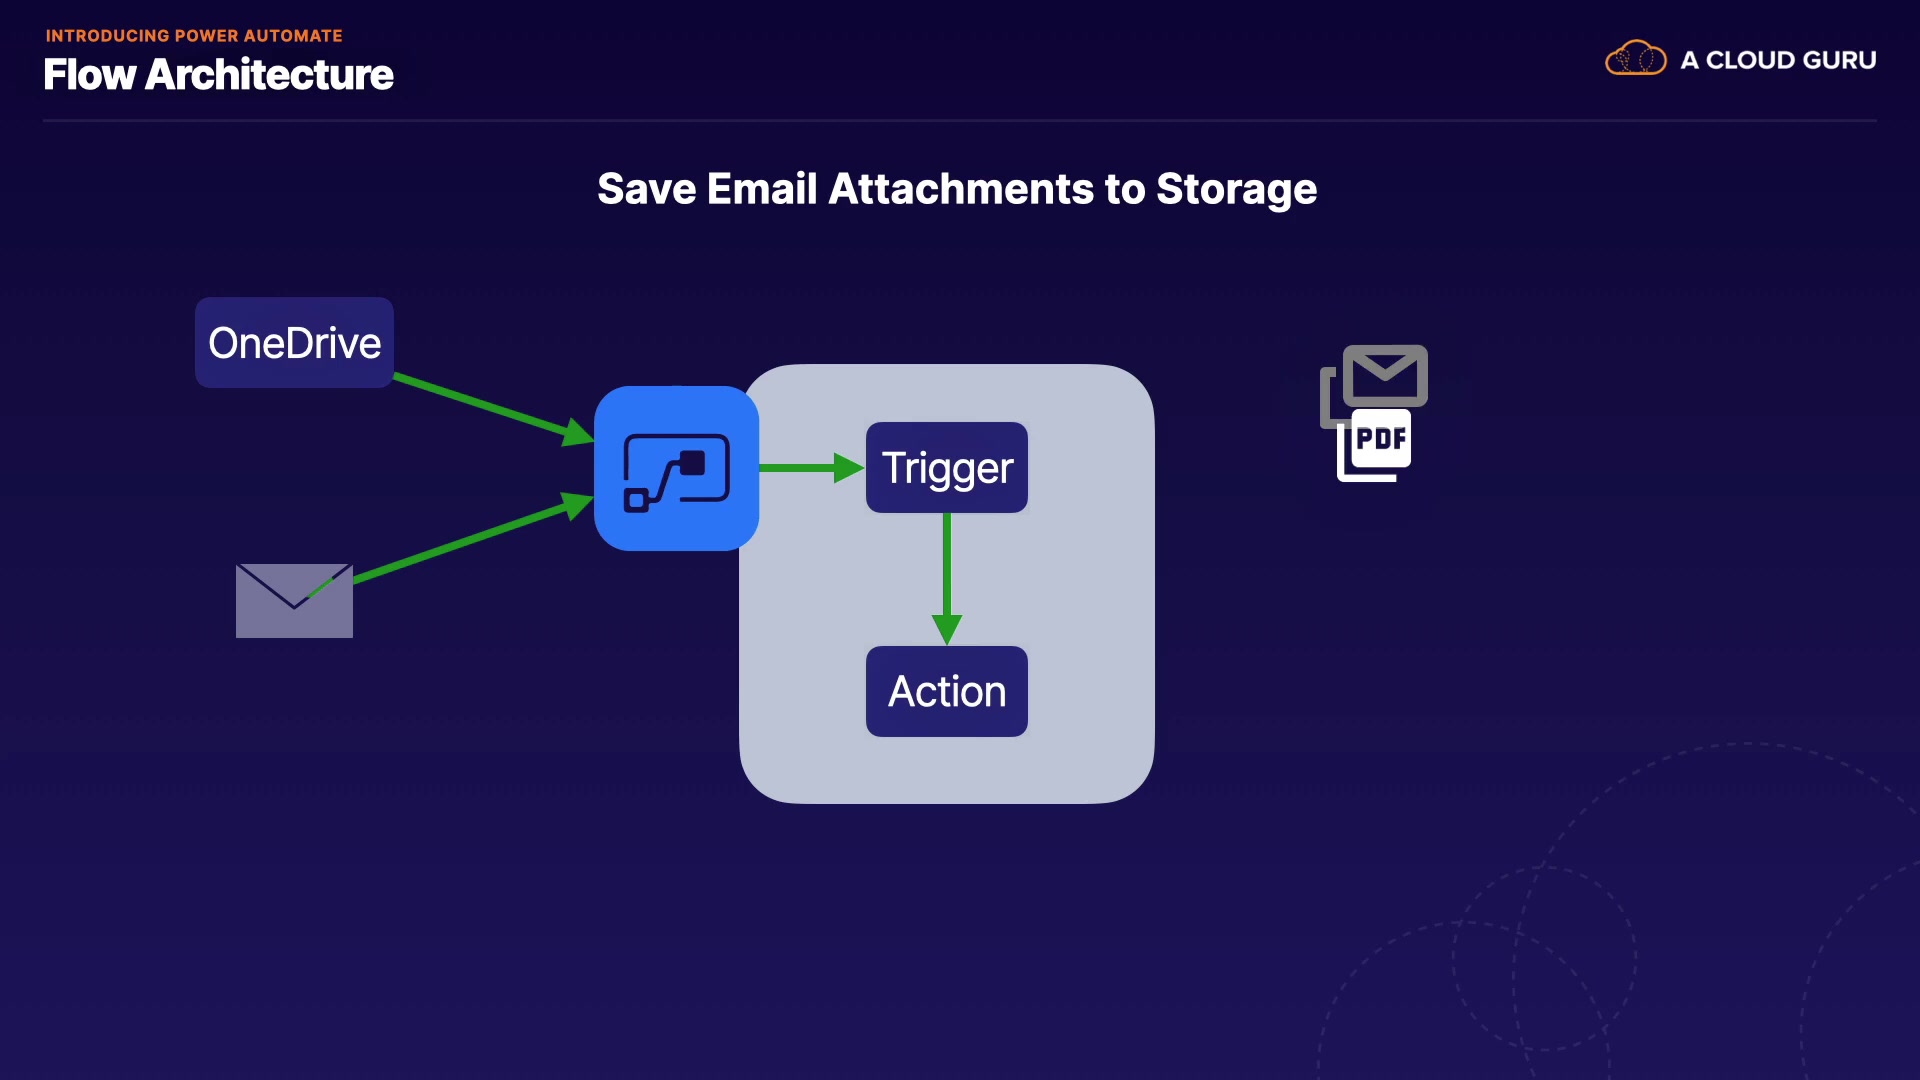 INTRODUCING POWER AUTOMATE
Flow Architecture
A CLOUD GURU
Save Email Attachments to Storage
OneDrive
Trigger
PDF
Action